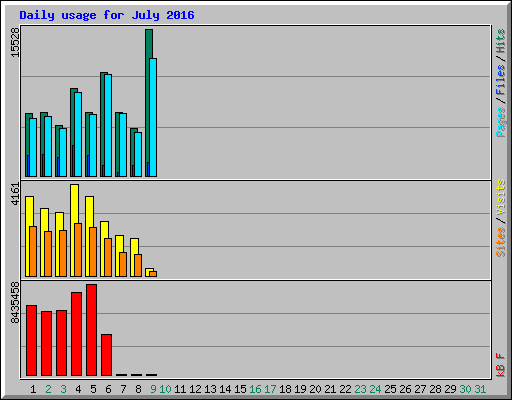 Daily usage for July 2016
15528
Pages / Files / Hits
4161
Sites / Visits
8435458
kB F
1 2 3 4 5 6 7 8 9 10 11 12 13 14 15 16 17 18 19 20 21 22 23 24 25 26 27 28 29 30 31